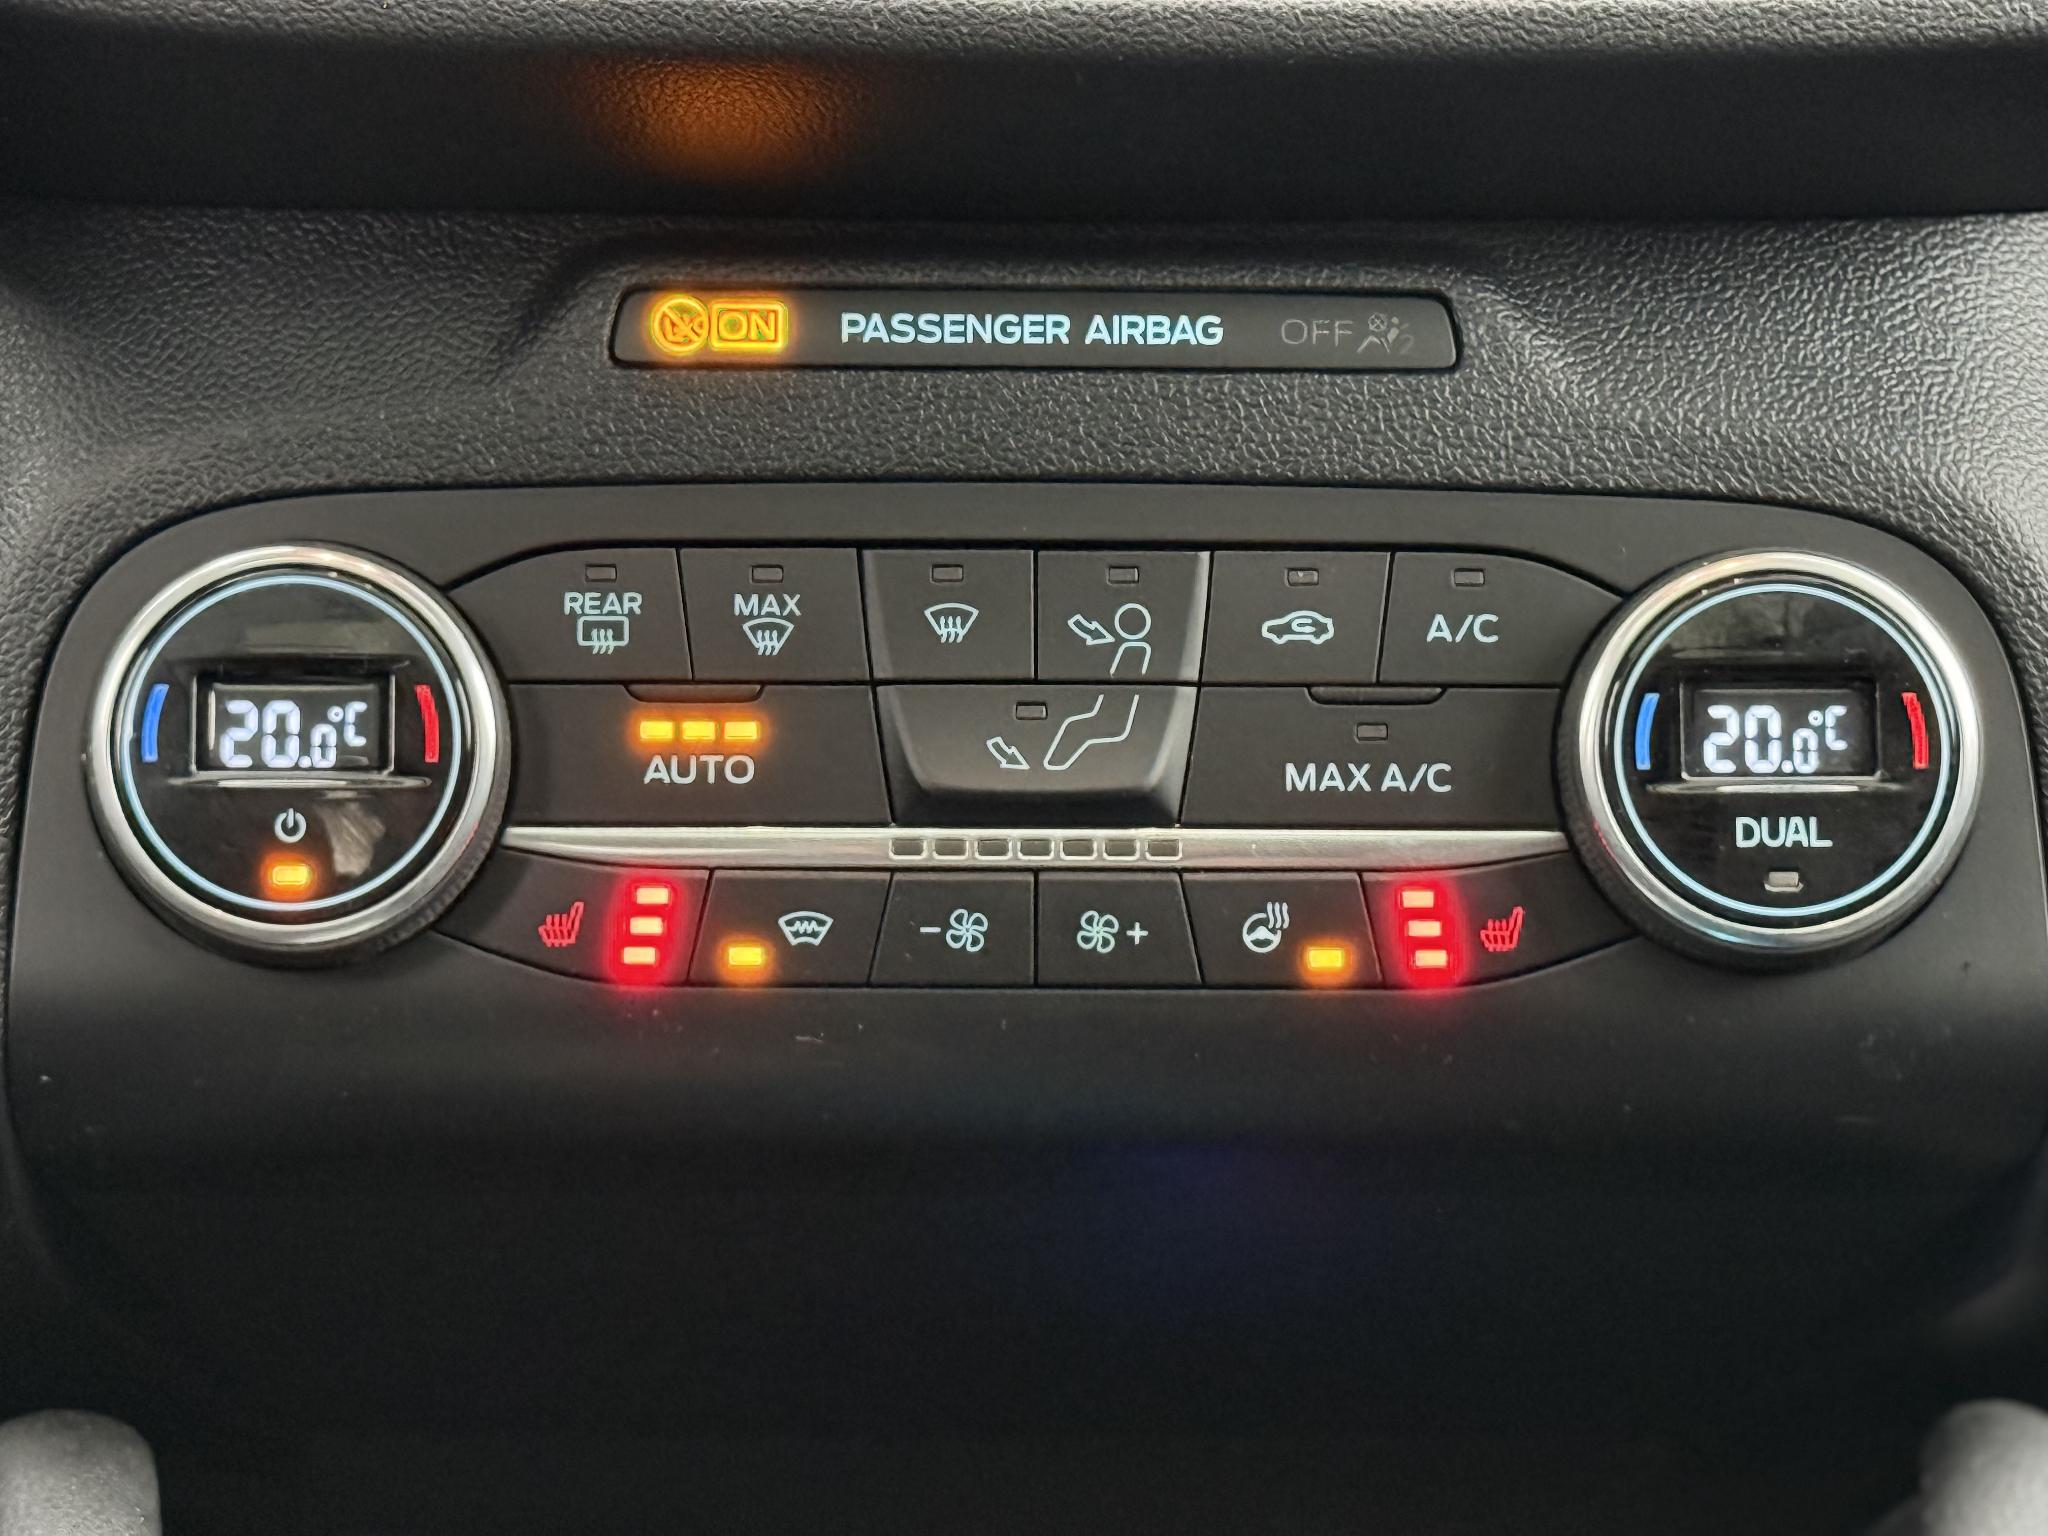 ON PASSENGER AIRBAG OFF
REAR
MAX
A/C
20.0°C
20.0°C
AUTO
MAX A/C
DUAL
- +